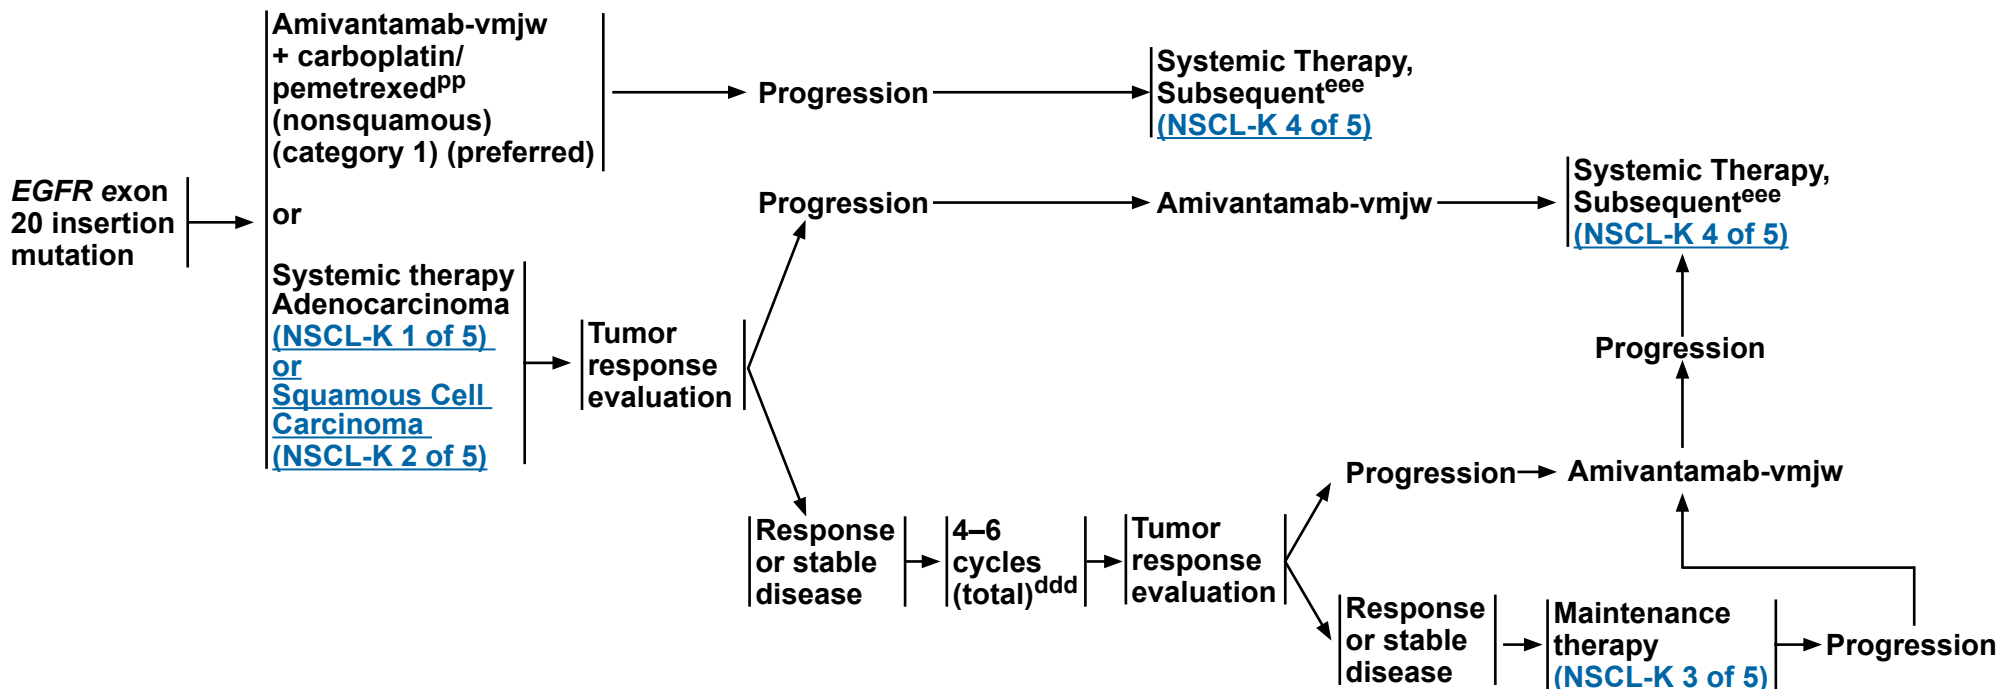 EGFR exon
20 insertion
mutation
Amivantamab-vmjw
+ carboplatin/
pemetrexedpp
(nonsquamous)
(category 1) (preferred)
or
Systemic therapy
Adenocarcinoma
(NSCL-K 1 of 5)
or
Squamous Cell
Carcinoma
(NSCL-K 2 of 5)
Progression
Systemic Therapy,
Subsequenteee
(NSCL-K 4 of 5)
Tumor
response
evaluation
Progression
Amivantamab-vmjw
Systemic Therapy,
Subsequenteee
(NSCL-K 4 of 5)
Response
or stable
disease
4–6
cycles
(total)ddd
Tumor
response
evaluation
Progression
Amivantamab-vmjw
Progression
Response
or stable
disease
Maintenance
therapy
(NSCL-K 3 of 5)
Progression